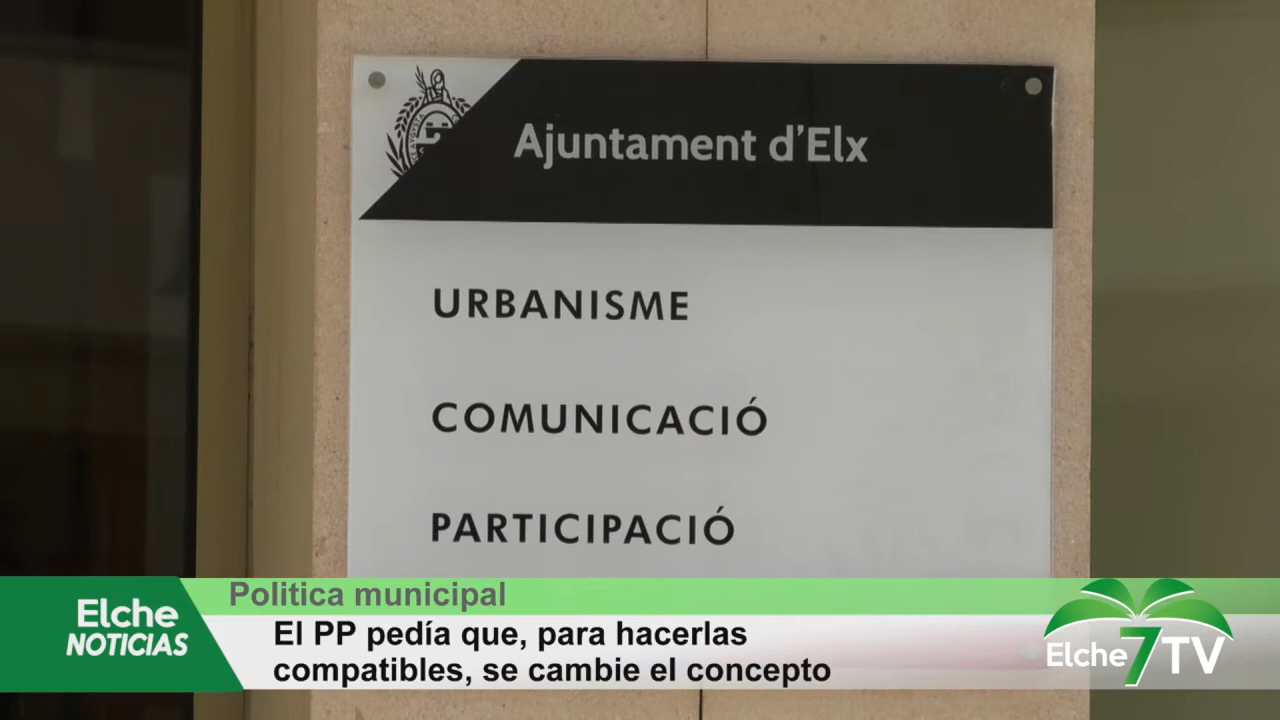 Ajuntament d'Elx
URBANISME
COMUNICACIÓ
PARTICIPACIÓ
Politica municipal
Elche
NOTICIAS
El PP pedía que, para hacerlas
compatibles, se cambie el concepto
Elche 7 TV